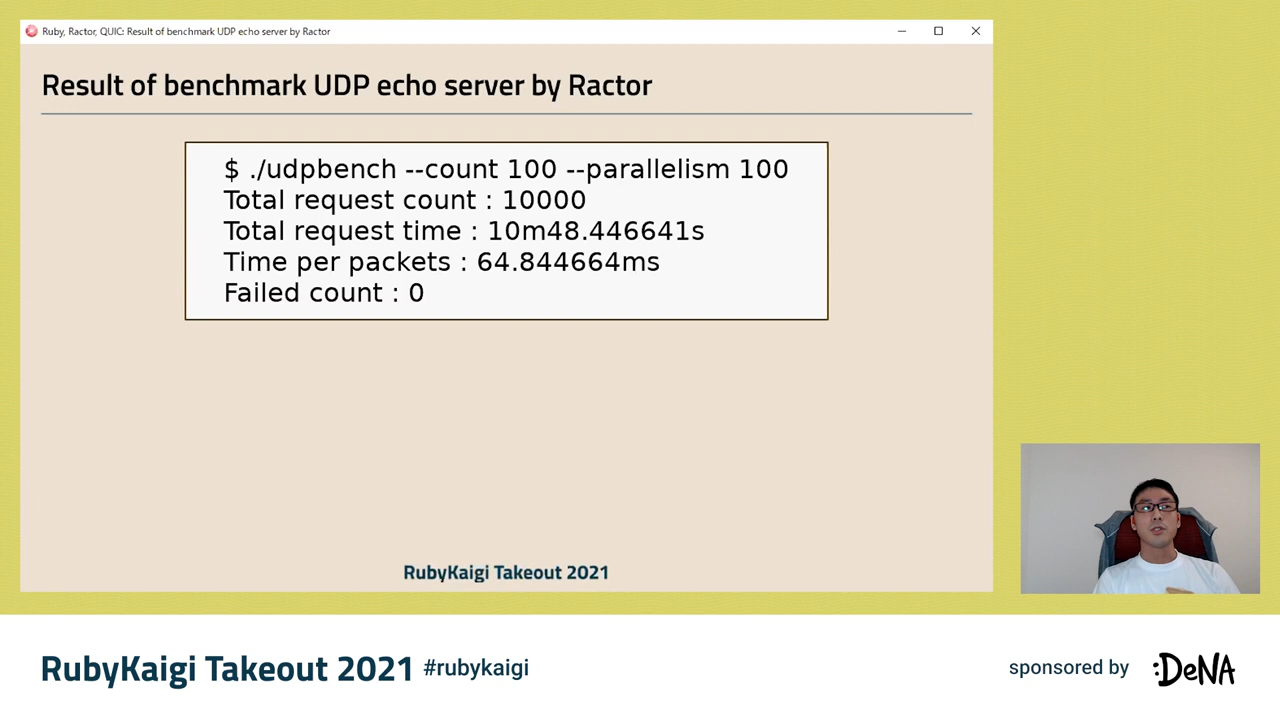 Ruby, Ractor, QUIC: Result of benchmark UDP echo server by Ractor
Result of benchmark UDP echo server by Ractor
$ ./udpbench --count 100 --parallelism 100
Total request count : 10000
Total request time : 10m48.446641s
Time per packets : 64.844664ms
Failed count : 0
RubyKaigi Takeout 2021
RubyKaigi Takeout 2021 #rubykaigi
sponsored by :DeNA